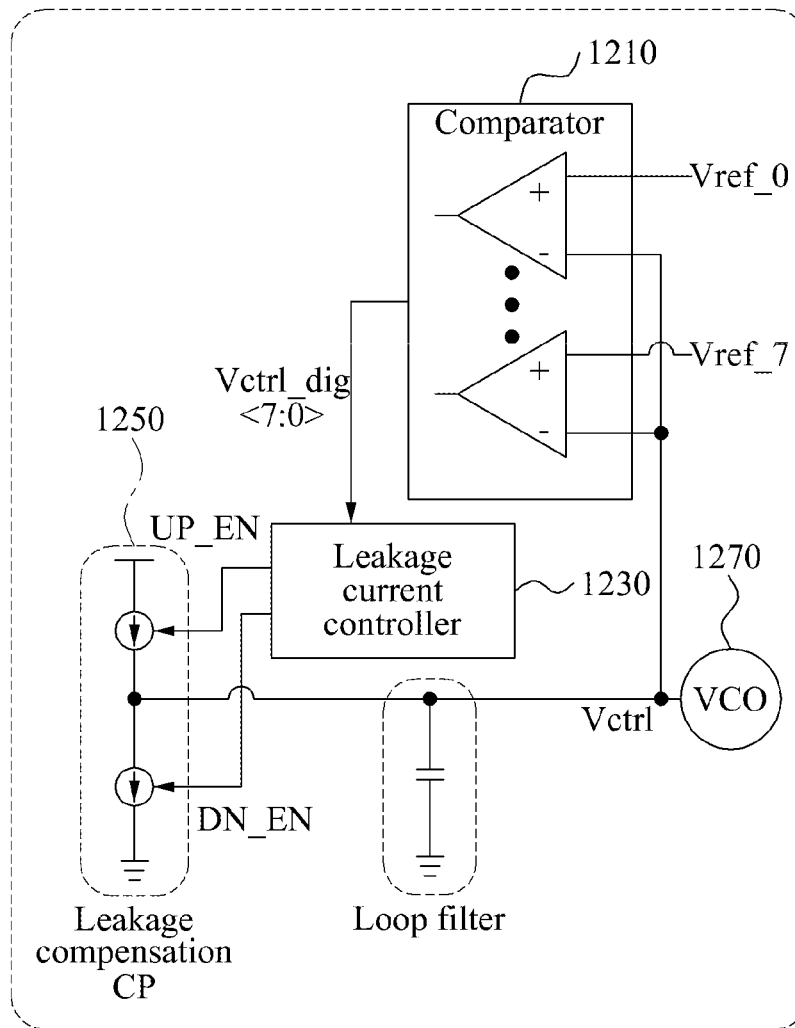 1210
Comparator
+
Vref_0
-
Vref_7
+
-
Vctrl_dig
<7:0>
1250
UP_EN
Leakage
current
controller
1230
1270
VCO
Vctrl
DN_EN
Leakage
compensation
CP
Loop filter